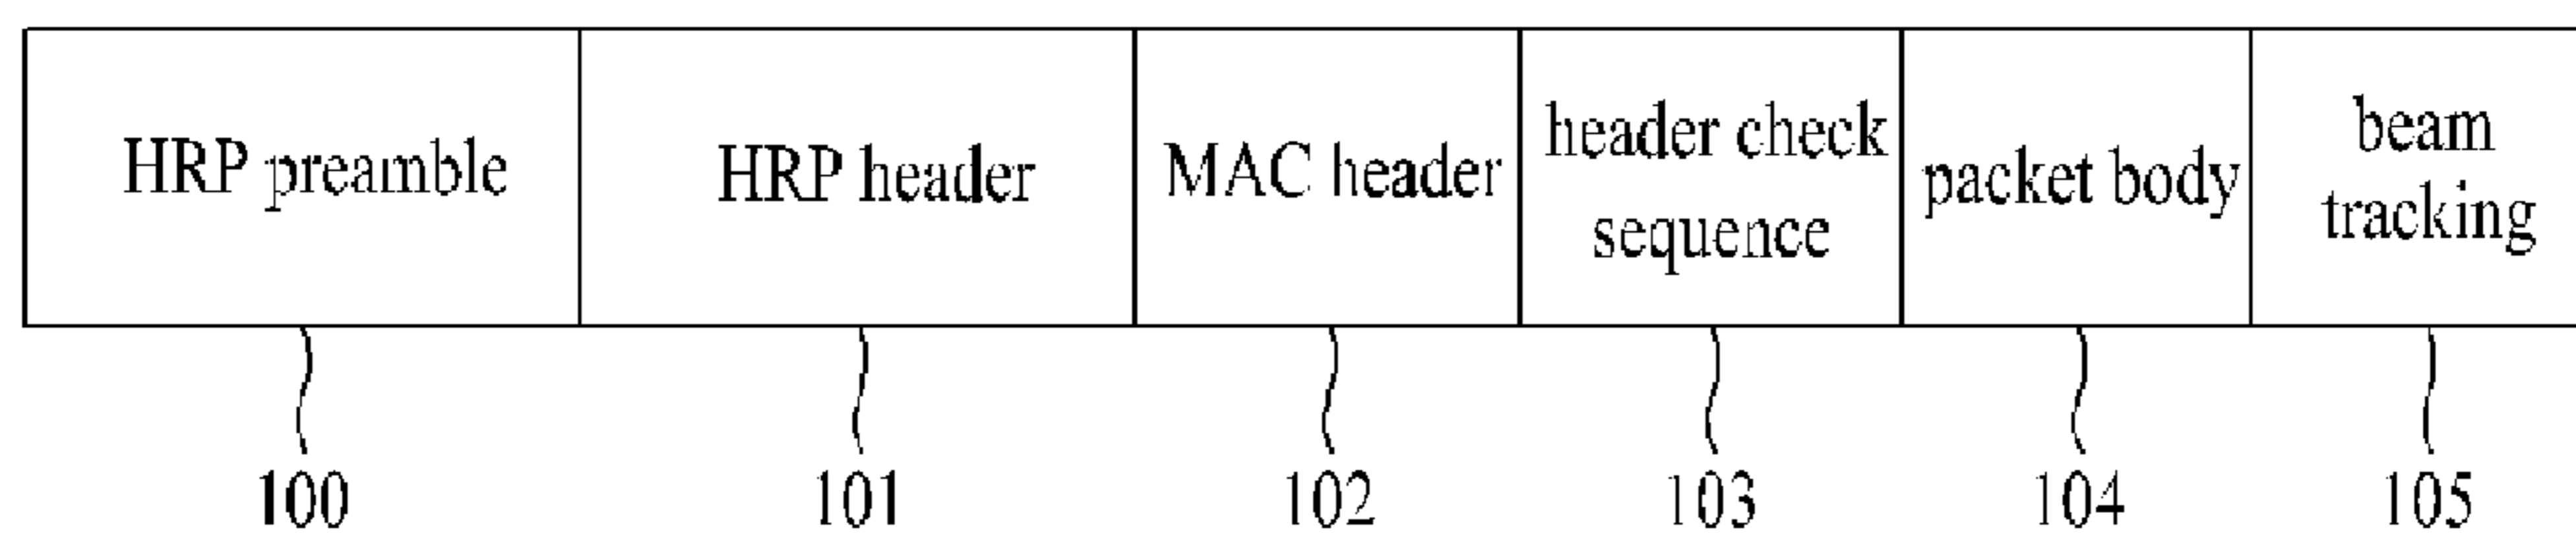 HRP preamble
HRP header
MAC header
header check
sequence
packet body
beam
tracking
100
101
102
103
104
105